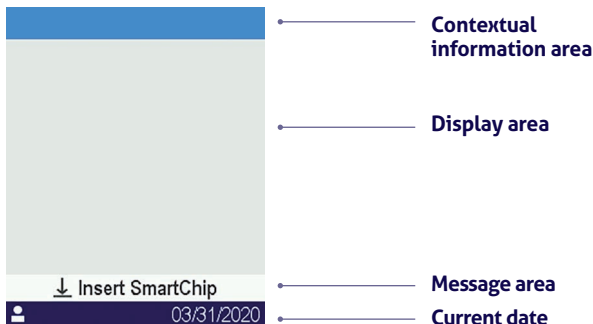 Contextual
information area
Display area
Insert SmartChip
Message area
03/31/2020
Current date